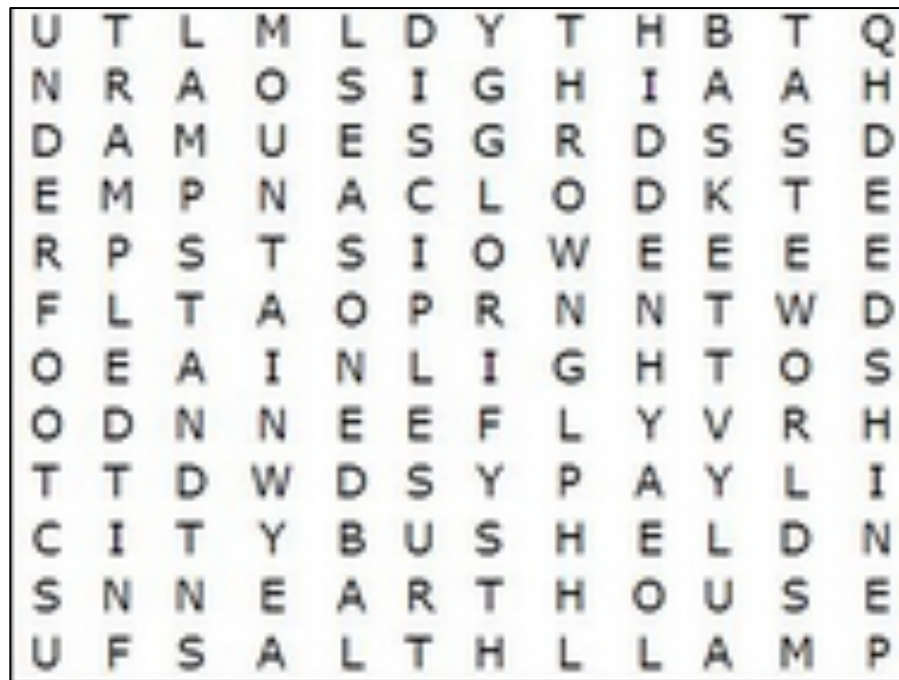 U T L M L D Y T H B T Q
N R A O S I G H I A A H
D A M U E S G R D S S D
E M P N A C L O D K T E
R P S T S I O W E E E E
F L T A O P R N N T W D
O E A I N L I G H T O S
O D N N E E F L Y V R H
T T D W D S Y P A Y L I
C I T Y B U S H E L D N
S N N E A R T H O U S E
U F S A L T H L L A M P